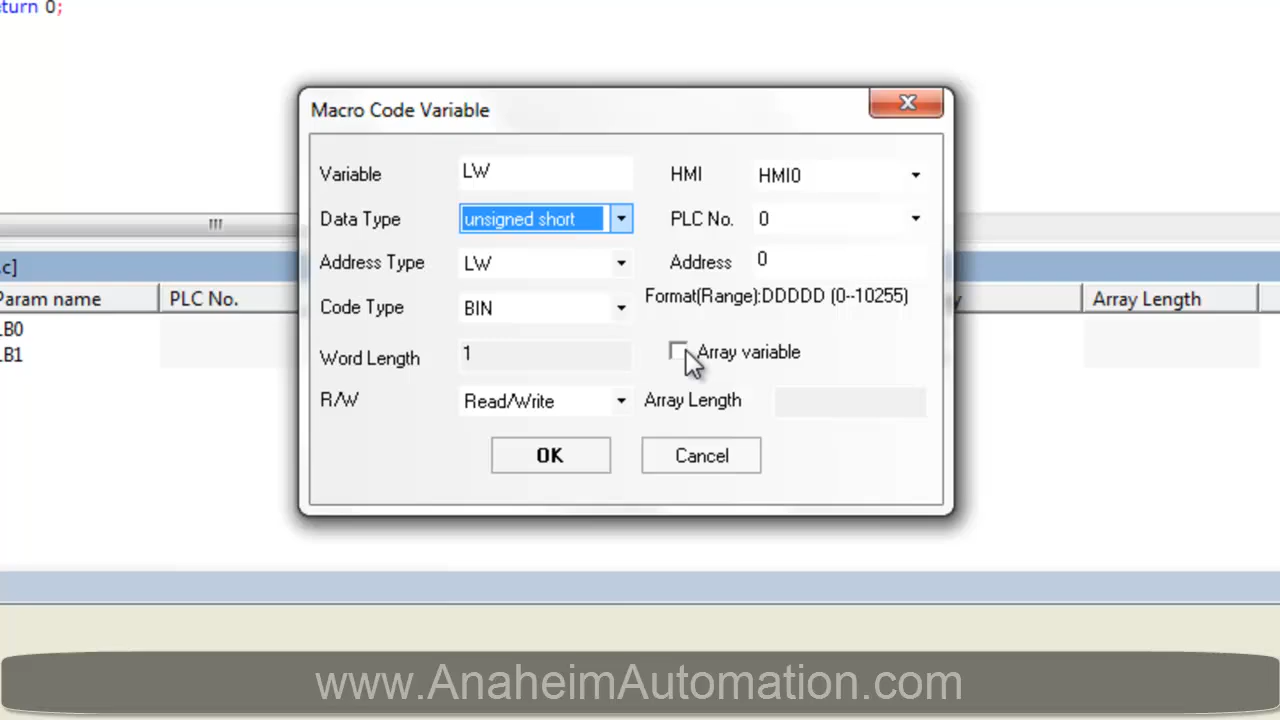 eturn 0;
Macro Code Variable
Variable LW HMI HMI0
Data Type unsigned short PLC No. 0
Address Type LW Address 0
Format(Range):DDDDD (0--10255)
Code Type BIN
Word Length 1 Array variable
R/W Read/Write Array Length
OK Cancel
.c]
Param name PLC No. y Array Length
LB0
LB1
www.AnaheimAutomation.com